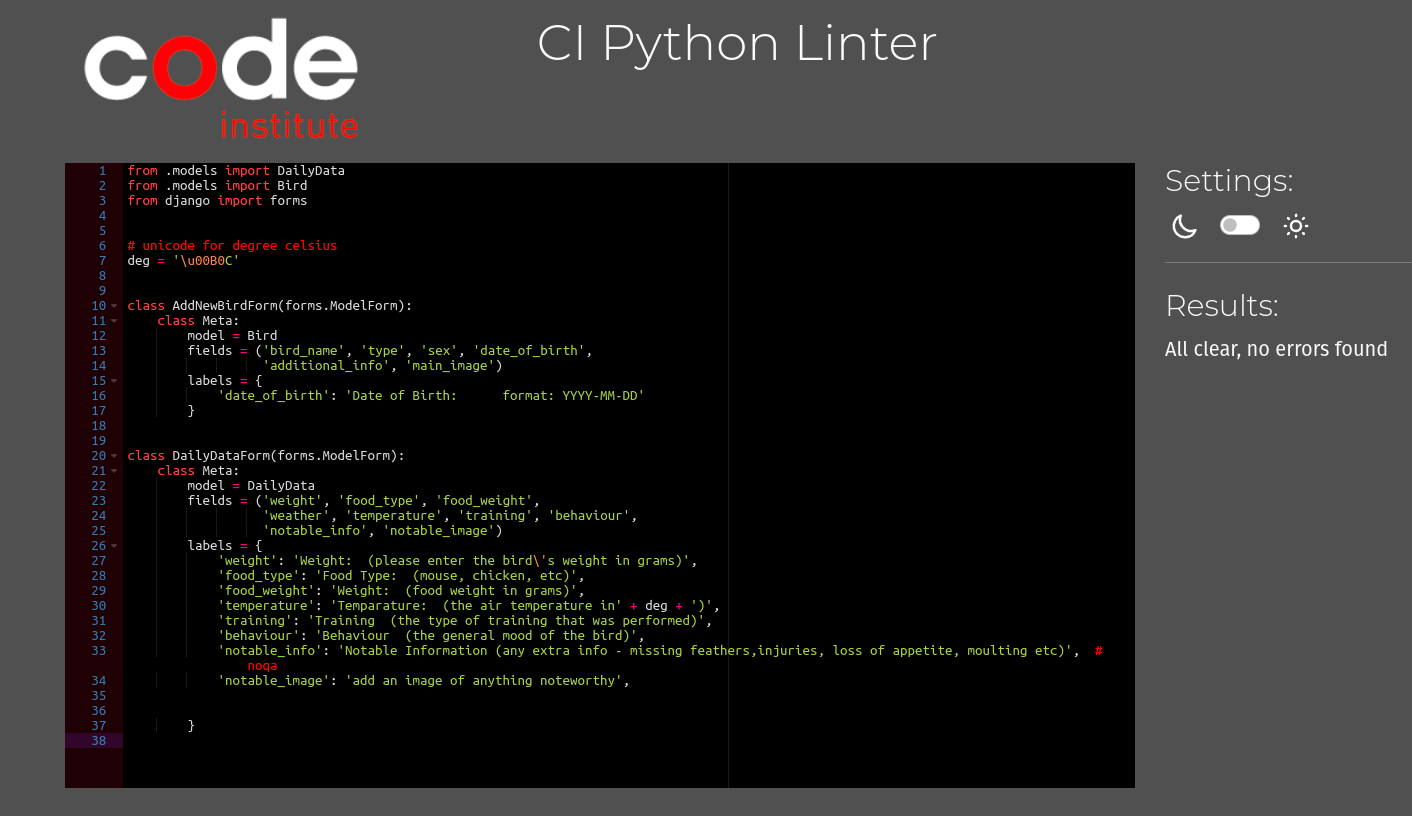 code
institute
CI Python Linter
1 from .models import DailyData
2 from .models import Bird
3 from django import forms
4
5
6 # unicode for degree celsius
7 deg = '\u00B0C'
8
9
10 class AddNewBirdForm(forms.ModelForm):
11     class Meta:
12         model = Bird
13         fields = ('bird_name', 'type', 'sex', 'date_of_birth',
14                   'additional_info', 'main_image')
15         labels = {
16             'date_of_birth': 'Date of Birth:      format: YYYY-MM-DD'
17         }
18
19
20 class DailyDataForm(forms.ModelForm):
21     class Meta:
22         model = DailyData
23         fields = ('weight', 'food_type', 'food_weight',
24                   'weather', 'temperature', 'training', 'behaviour',
25                   'notable_info', 'notable_image')
26         labels = {
27             'weight': 'Weight:  (please enter the bird\'s weight in grams)',
28             'food_type': 'Food Type:  (mouse, chicken, etc)',
29             'food_weight': 'Weight:  (food weight in grams)',
30             'temperature': 'Temparature:  (the air temperature in' + deg + ')',
31             'training': 'Training  (the type of training that was performed)',
32             'behaviour': 'Behaviour  (the general mood of the bird)',
33             'notable_info': 'Notable Information (any extra info - missing feathers,injuries, loss of appetite, moulting etc)',  #
noqa
34             'notable_image': 'add an image of anything noteworthy',
35
36
37         }
38
Settings:
Results:
All clear, no errors found